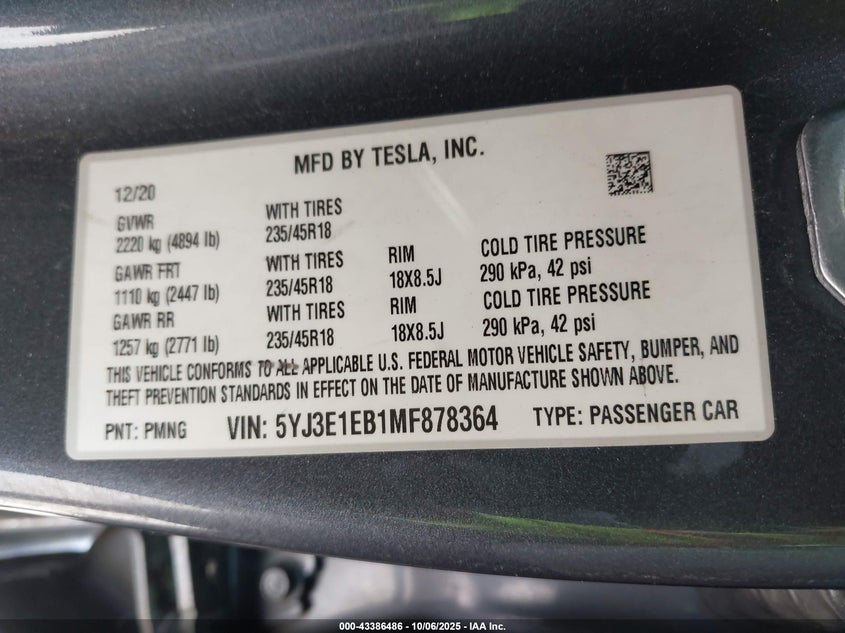 MFD BY TESLA, INC.
12/20
GVWR WITH TIRES
2220 kg (4894 lb) 235/45R18
GAWR FRT WITH TIRES RIM COLD TIRE PRESSURE
1110 kg (2447 lb) 235/45R18 18X8.5J 290 kPa, 42 psi
GAWR RR WITH TIRES RIM COLD TIRE PRESSURE
1257 kg (2771 lb) 235/45R18 18X8.5J 290 kPa, 42 psi
THIS VEHICLE CONFORMS TO ALL APPLICABLE U.S. FEDERAL MOTOR VEHICLE SAFETY, BUMPER, AND
THEFT PREVENTION STANDARDS IN EFFECT ON THE DATE OF MANUFACTURE SHOWN ABOVE.
PNT: PMNG VIN: 5YJ3E1EB1MF878364 TYPE: PASSENGER CAR
000-43386486 - 10/06/2025 - IAA Inc.